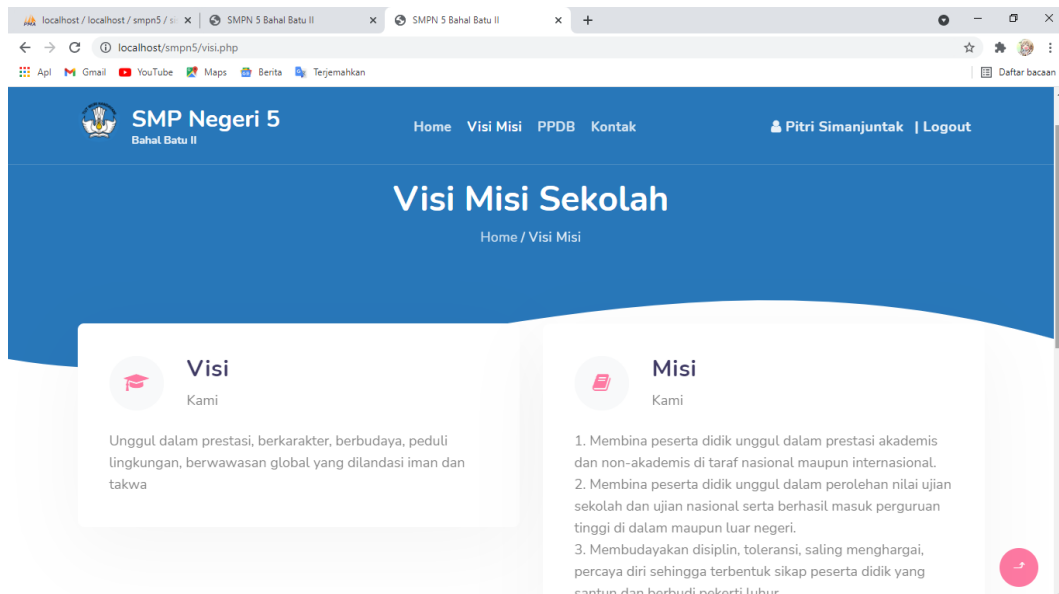 localhost / localhost / smpn5 / si
SMPN 5 Bahal Batu II
SMPN 5 Bahal Batu II
localhost/smpn5/visi.php
Apl Gmail YouTube Maps Berita Terjemahkan Daftar bacaan
SMP Negeri 5
Bahal Batu II
Home Visi Misi PPDB Kontak
Pitri Simanjuntak | Logout
Visi Misi Sekolah
Home / Visi Misi
Visi
Kami
Unggul dalam prestasi, berkarakter, berbudaya, peduli
lingkungan, berwawasan global yang dilandasi iman dan
takwa
Misi
Kami
1. Membina peserta didik unggul dalam prestasi akademis
dan non-akademis di taraf nasional maupun internasional.
2. Membina peserta didik unggul dalam perolehan nilai ujian
sekolah dan ujian nasional serta berhasil masuk perguruan
tinggi di dalam maupun luar negeri.
3. Membudayakan disiplin, toleransi, saling menghargai,
percaya diri sehingga terbentuk sikap peserta didik yang
santun dan berbudi pekerti luhur.